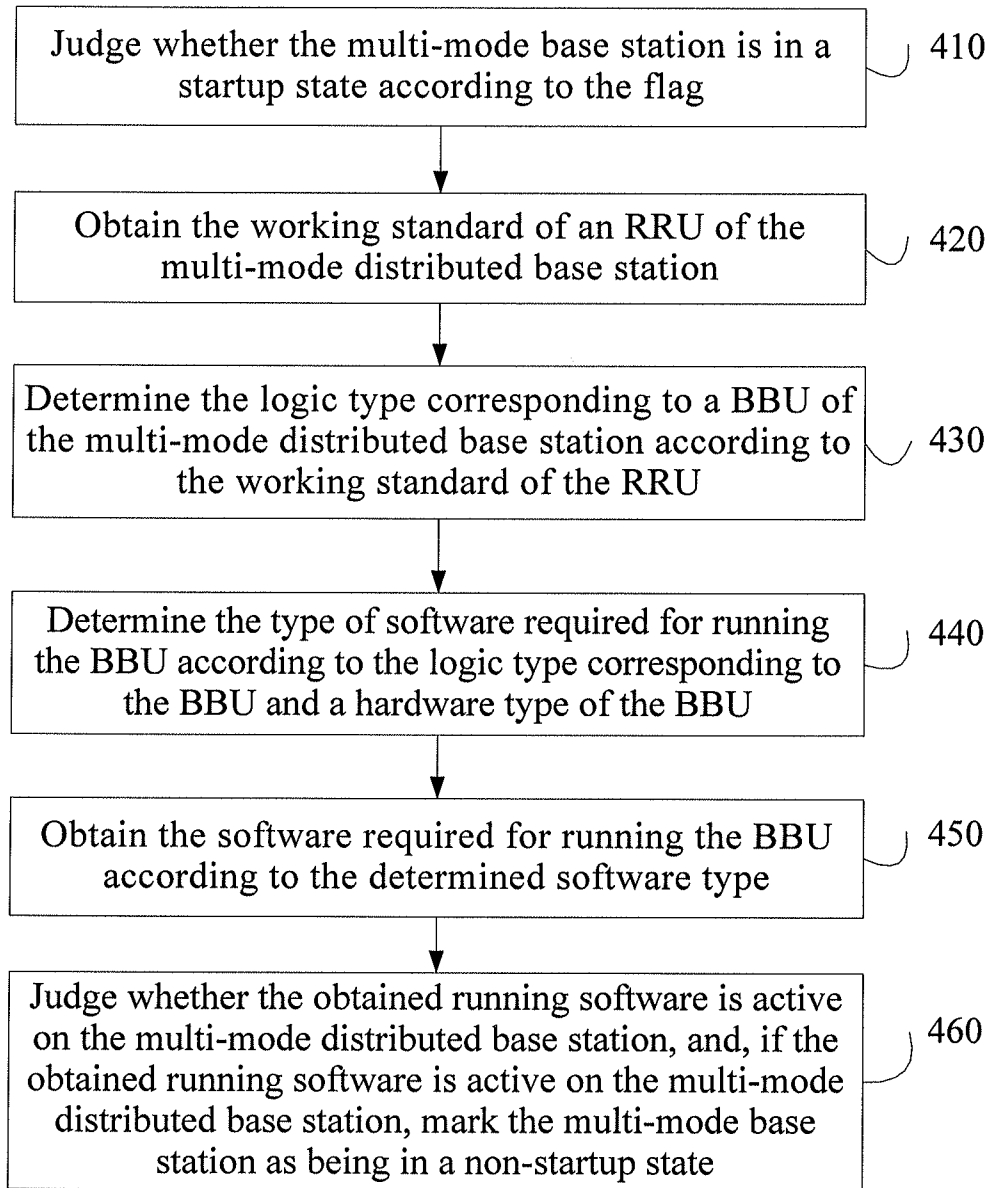 Judge whether the multi-mode base station is in a
startup state according to the flag
410
Obtain the working standard of an RRU of the
multi-mode distributed base station
420
Determine the logic type corresponding to a BBU of
the multi-mode distributed base station according to
the working standard of the RRU
430
Determine the type of software required for running
the BBU according to the logic type corresponding to
the BBU and a hardware type of the BBU
440
Obtain the software required for running the BBU
according to the determined software type
450
Judge whether the obtained running software is active
on the multi-mode distributed base station, and, if the
obtained running software is active on the multi-mode
distributed base station, mark the multi-mode base
station as being in a non-startup state
460